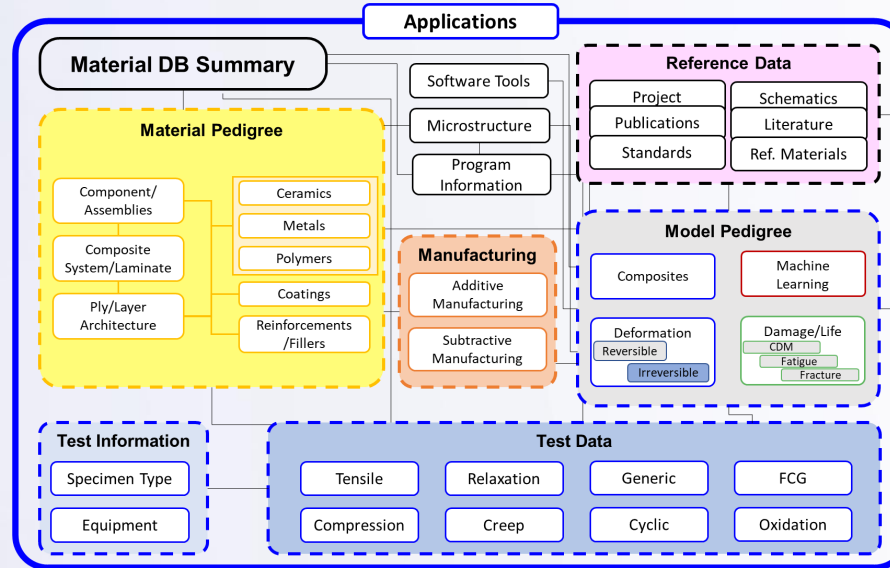 Applications
Material DB Summary
Software Tools
Microstructure
Program
Information
Reference Data
Project
Publications
Standards
Schematics
Literature
Ref. Materials
Material Pedigree
Component/
Assemblies
Composite
System/Laminate
Ply/Layer
Architecture
Ceramics
Metals
Polymers
Coatings
Reinforcements
/Fillers
Manufacturing
Additive
Manufacturing
Subtractive
Manufacturing
Model Pedigree
Composites
Machine
Learning
Deformation
Reversible
Irreversible
Damage/Life
CDM
Fatigue
Fracture
Test Information
Specimen Type
Equipment
Test Data
Tensile
Relaxation
Generic
FCG
Compression
Creep
Cyclic
Oxidation